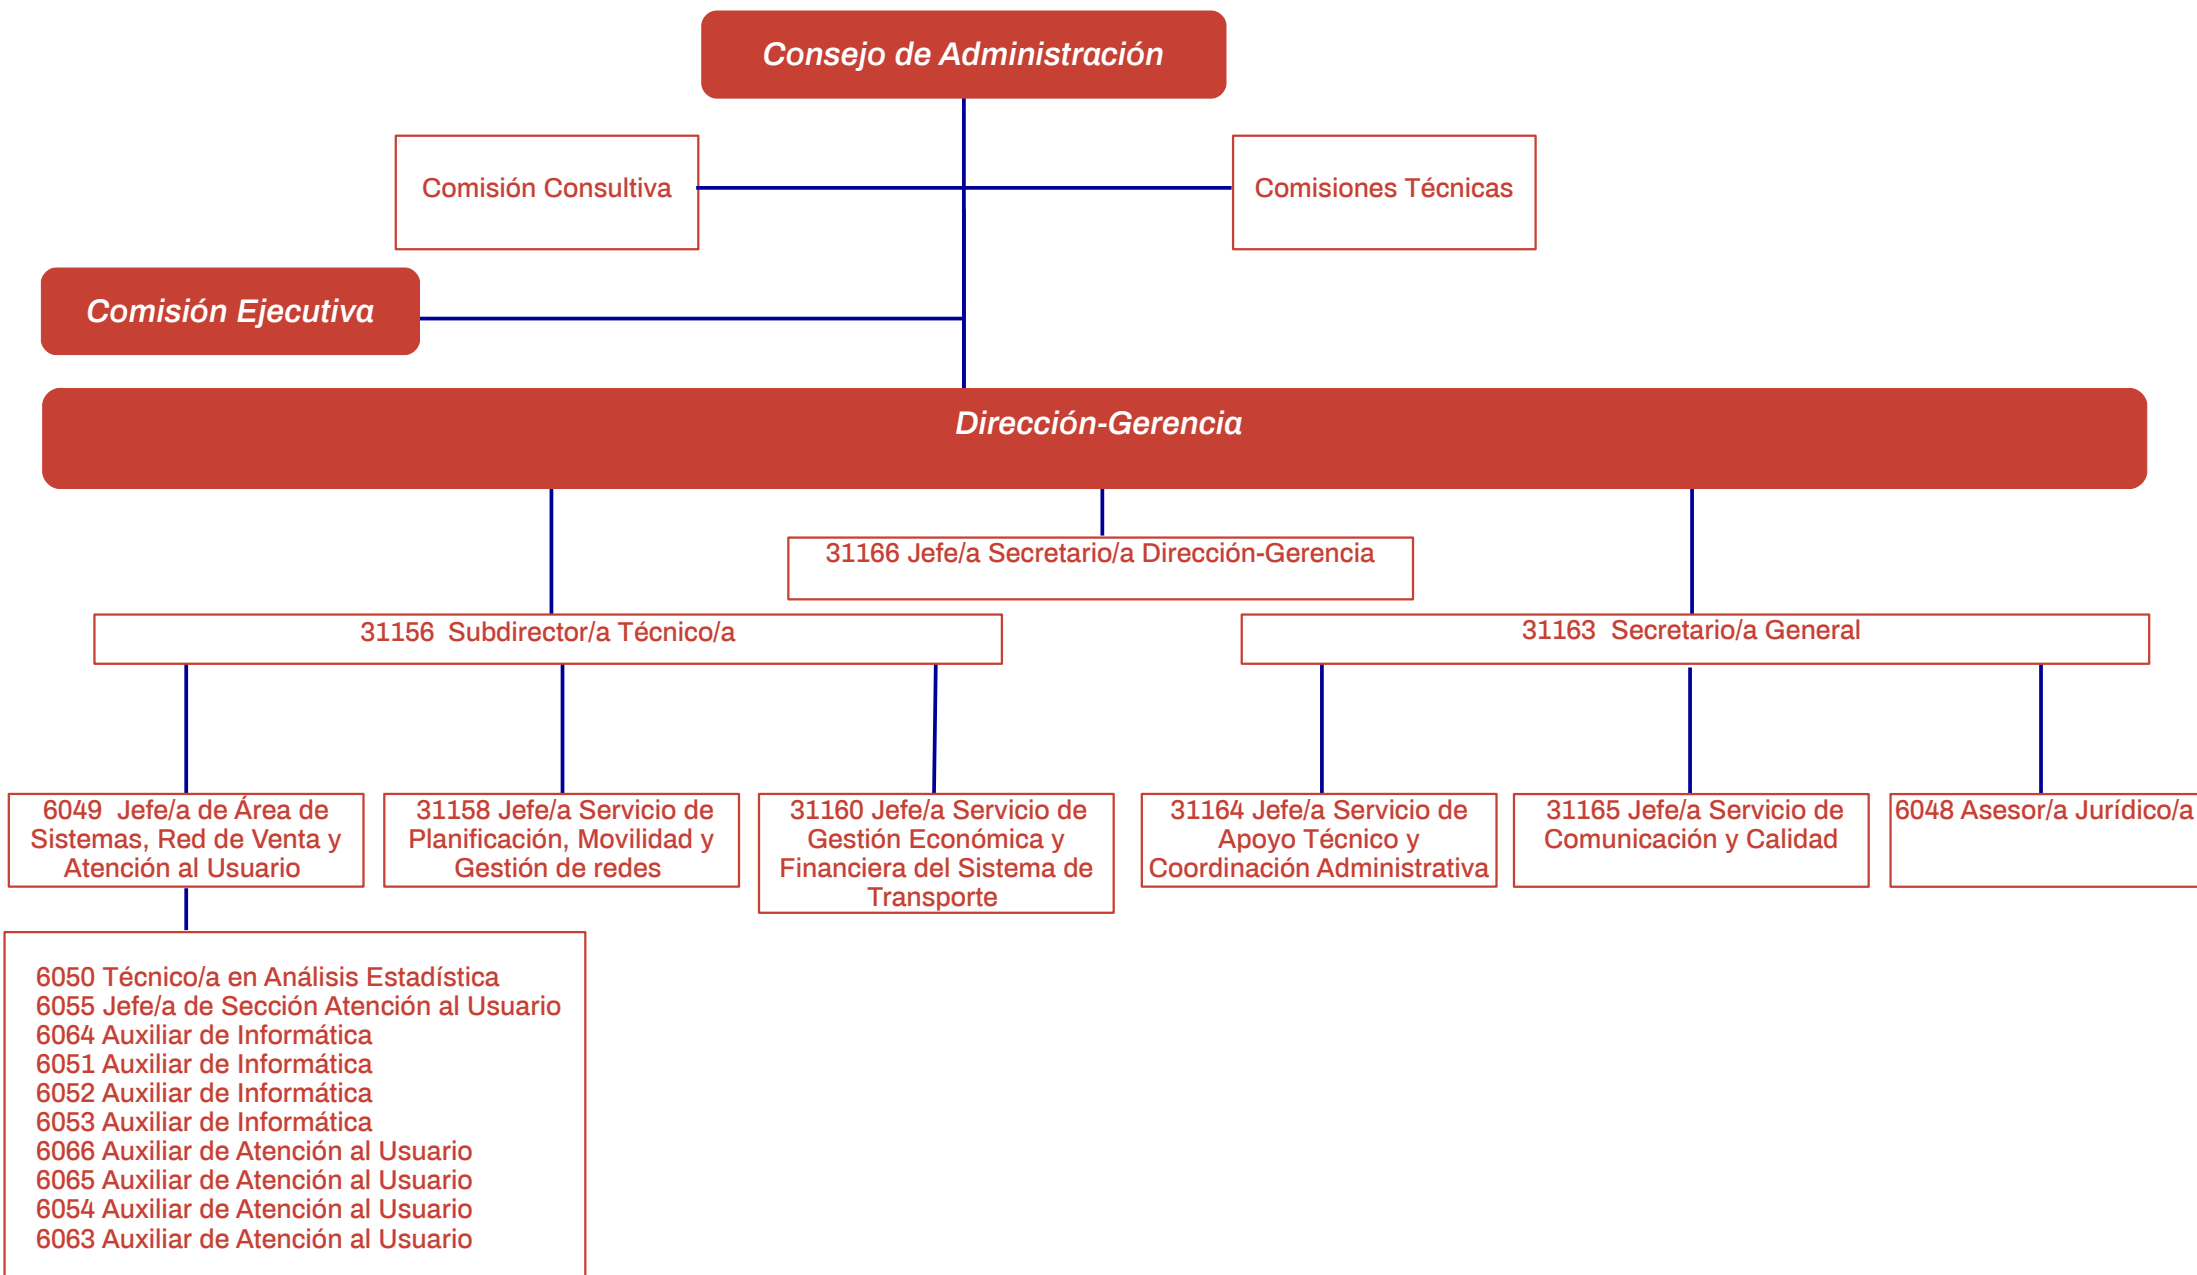 Consejo de Administración
Comisión Consultiva
Comisiones Técnicas
Comisión Ejecutiva
Dirección-Gerencia
31166 Jefe/a Secretario/a Dirección-Gerencia
31156 Subdirector/a Técnico/a
31163 Secretario/a General
6049 Jefe/a de Área de
Sistemas, Red de Venta y
Atención al Usuario
31158 Jefe/a Servicio de
Planificación, Movilidad y
Gestión de redes
31160 Jefe/a Servicio de
Gestión Económica y
Financiera del Sistema de
Transporte
31164 Jefe/a Servicio de
Apoyo Técnico y
Coordinación Administrativa
31165 Jefe/a Servicio de
Comunicación y Calidad
6048 Asesor/a Jurídico/a
6050 Técnico/a en Análisis Estadística
6055 Jefe/a de Sección Atención al Usuario
6064 Auxiliar de Informática
6051 Auxiliar de Informática
6052 Auxiliar de Informática
6053 Auxiliar de Informática
6066 Auxiliar de Atención al Usuario
6065 Auxiliar de Atención al Usuario
6054 Auxiliar de Atención al Usuario
6063 Auxiliar de Atención al Usuario